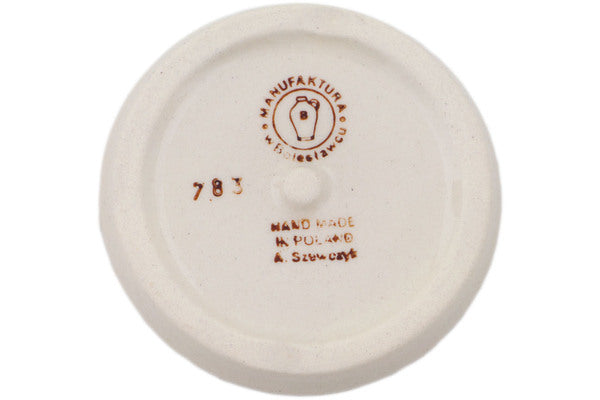 MANUFAKTURA
w Bolesławcu
B
783
HAND MADE
IN POLAND
A. Szewczyk